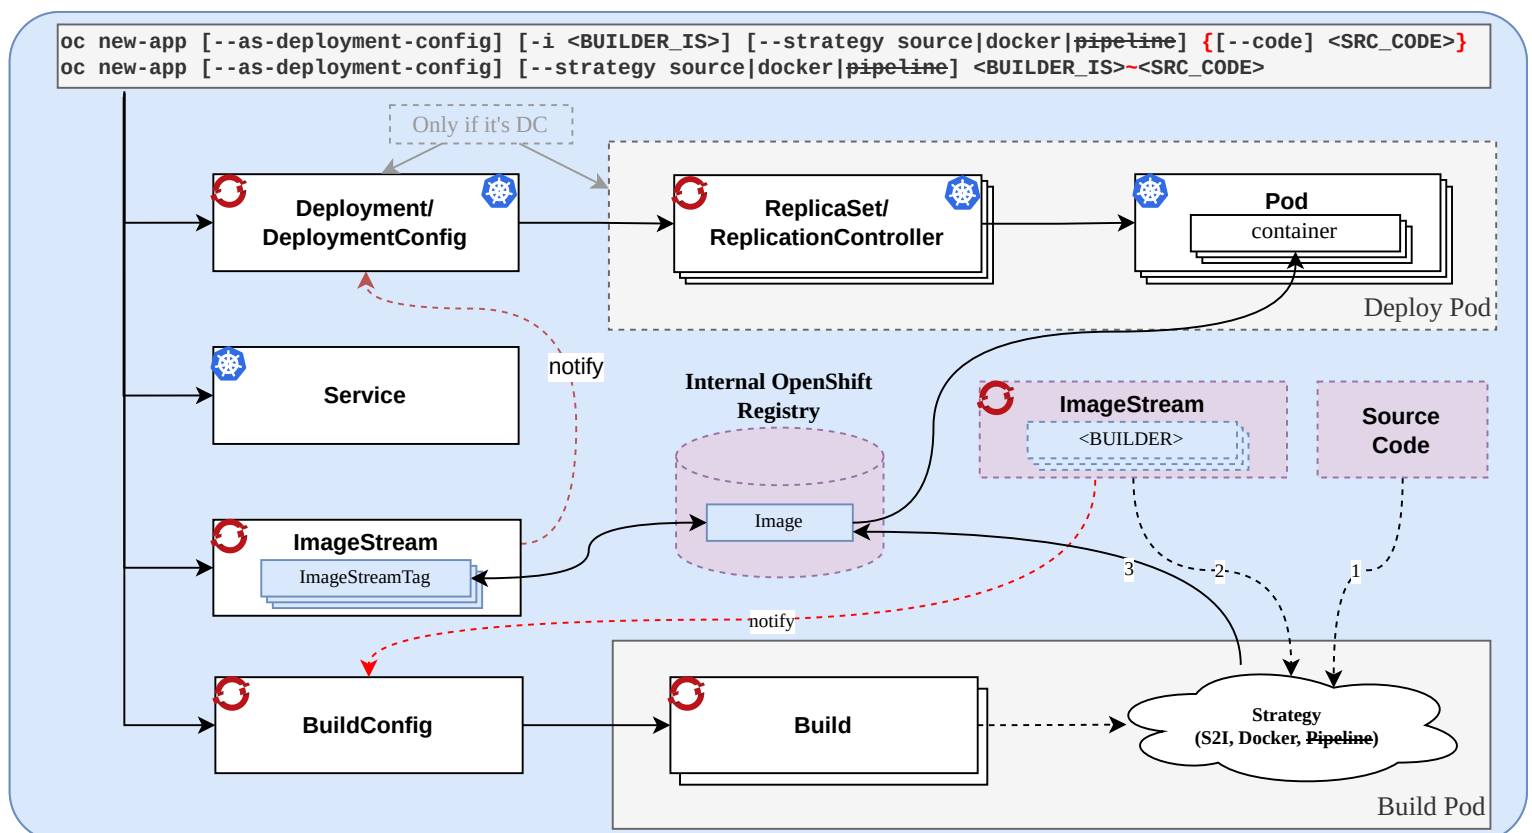 oc new-app [--as-deployment-config] [-i <BUILDER_IS>] [--strategy source|docker|pipeline] {[--code] <SRC_CODE>}
oc new-app [--as-deployment-config] [--strategy source|docker|pipeline] <BUILDER_IS>~<SRC_CODE>
Only if it's DC
Deployment/
DeploymentConfig
ReplicaSet/
ReplicationController
Pod
container
Deploy Pod
notify
Service
Internal OpenShift
Registry
Image
ImageStream
<BUILDER>
Source
Code
ImageStream
ImageStreamTag
3
2
1
notify
BuildConfig
Build
Strategy
(S2I, Docker, Pipeline)
Build Pod